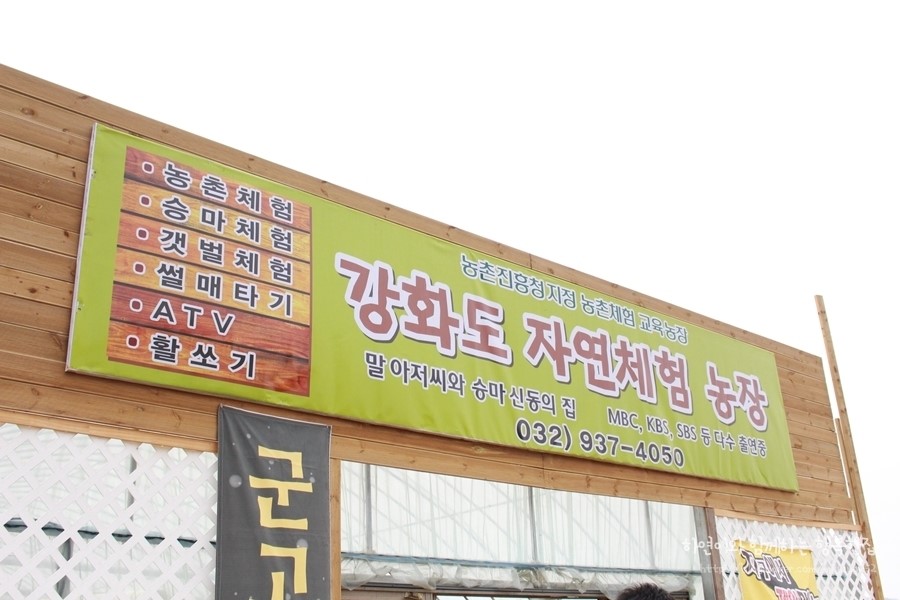 농촌체험
승마체험
갯벌체험
썰매타기
ATV
활쏘기
농촌진흥청지정 농촌체험 교육농장
강화도 자연체험 농장
말 아저씨와 승마 신동의 집
MBC, KBS, SBS 등 다수 출연중
032) 937-4050
군고